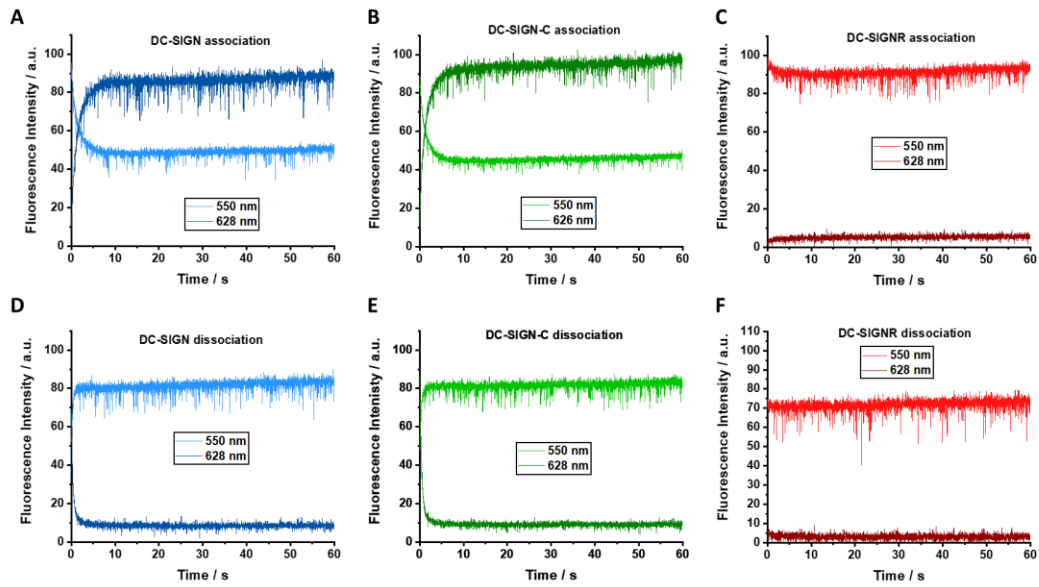 A
DC-SIGN association
Fluorescence Intensity / a.u.
100
80
60
40
20
0
550 nm
628 nm
0 10 20 30 40 50 60
Time / s
B
DC-SIGN-C association
Fluorescence Intensity / a.u.
100
80
60
40
20
0
550 nm
626 nm
0 10 20 30 40 50 60
Time / s
C
DC-SIGNR association
Fluorescence Intensity / a.u.
100
80
60
40
20
0
550 nm
628 nm
0 10 20 30 40 50 60
Time / s
D
DC-SIGN dissociation
Fluorescence Intenisty / a.u.
100
80
60
40
20
0
550 nm
628 nm
0 10 20 30 40 50 60
Time / s
E
DC-SIGN-C dissociation
Fluorescence Intenisty / a.u.
100
80
60
40
20
0
550 nm
628 nm
0 10 20 30 40 50 60
Time / s
F
DC-SIGNR dissociation
Fluorescence Intensity / a.u.
110
100
90
80
70
60
50
40
30
20
10
0
550 nm
628 nm
0 10 20 30 40 50 60
Time / s